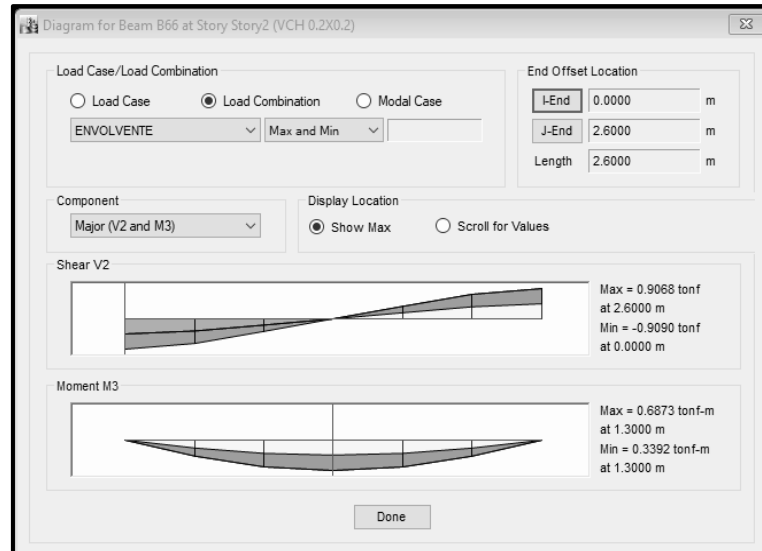 Diagram for Beam B66 at Story Story2 (VCH 0.2X0.2)
Load Case/Load Combination
Load Case Load Combination Modal Case
ENVOLVENTE Max and Min
End Offset Location
I-End 0.0000 m
J-End 2.6000 m
Length 2.6000 m
Component
Major (V2 and M3)
Display Location
Show Max Scroll for Values
Shear V2
Max = 0.9068 tonf
at 2.6000 m
Min = -0.9090 tonf
at 0.0000 m
Moment M3
Max = 0.6873 tonf-m
at 1.3000 m
Min = 0.3392 tonf-m
at 1.3000 m
Done